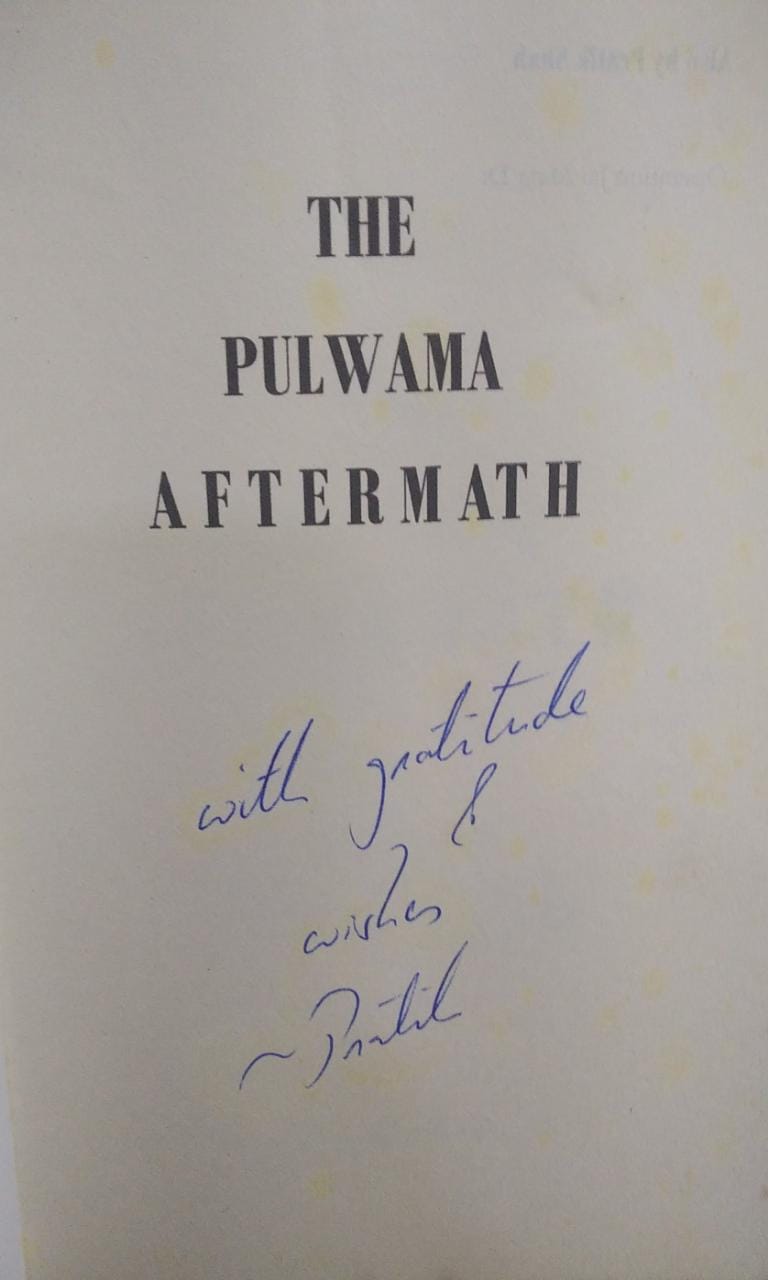 THE
PULWAMA
AFTERMATH
with gratitude
&
wishes
~ Pratik